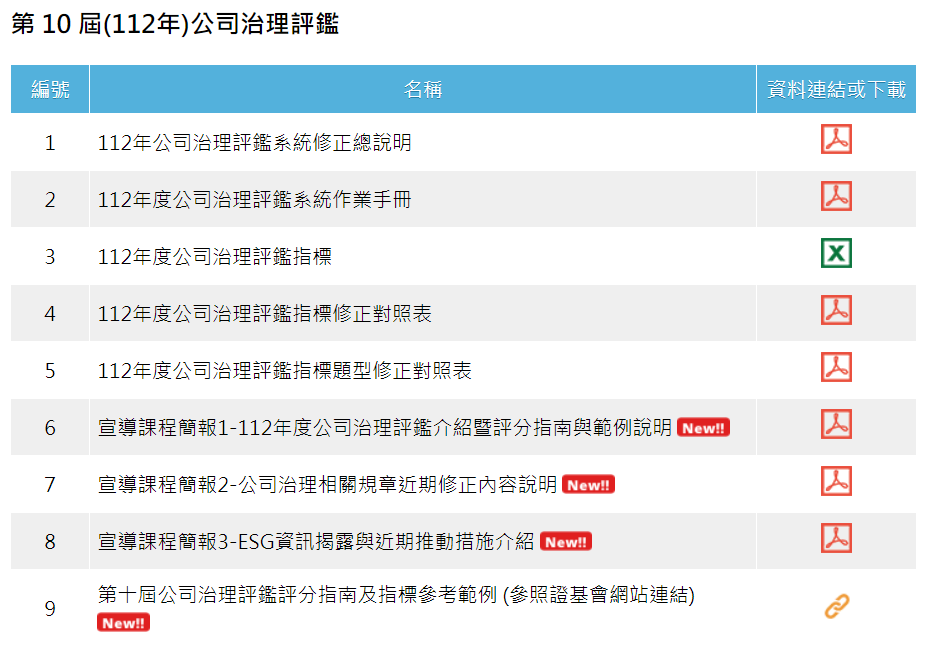 第 10 屆(112年)公司治理評鑑
編號 名稱 資料連結或下載
1 112年公司治理評鑑系統修正總說明
2 112年度公司治理評鑑系統作業手冊
3 112年度公司治理評鑑指標
4 112年度公司治理評鑑指標修正對照表
5 112年度公司治理評鑑指標題型修正對照表
6 宣導課程簡報1-112年度公司治理評鑑介紹暨評分指南與範例說明 New!!
7 宣導課程簡報2-公司治理相關規章近期修正內容說明 New!!
8 宣導課程簡報3-ESG資訊揭露與近期推動措施介紹 New!!
9 第十屆公司治理評鑑評分指南及指標參考範例 (參照證基會網站連結)
New!!